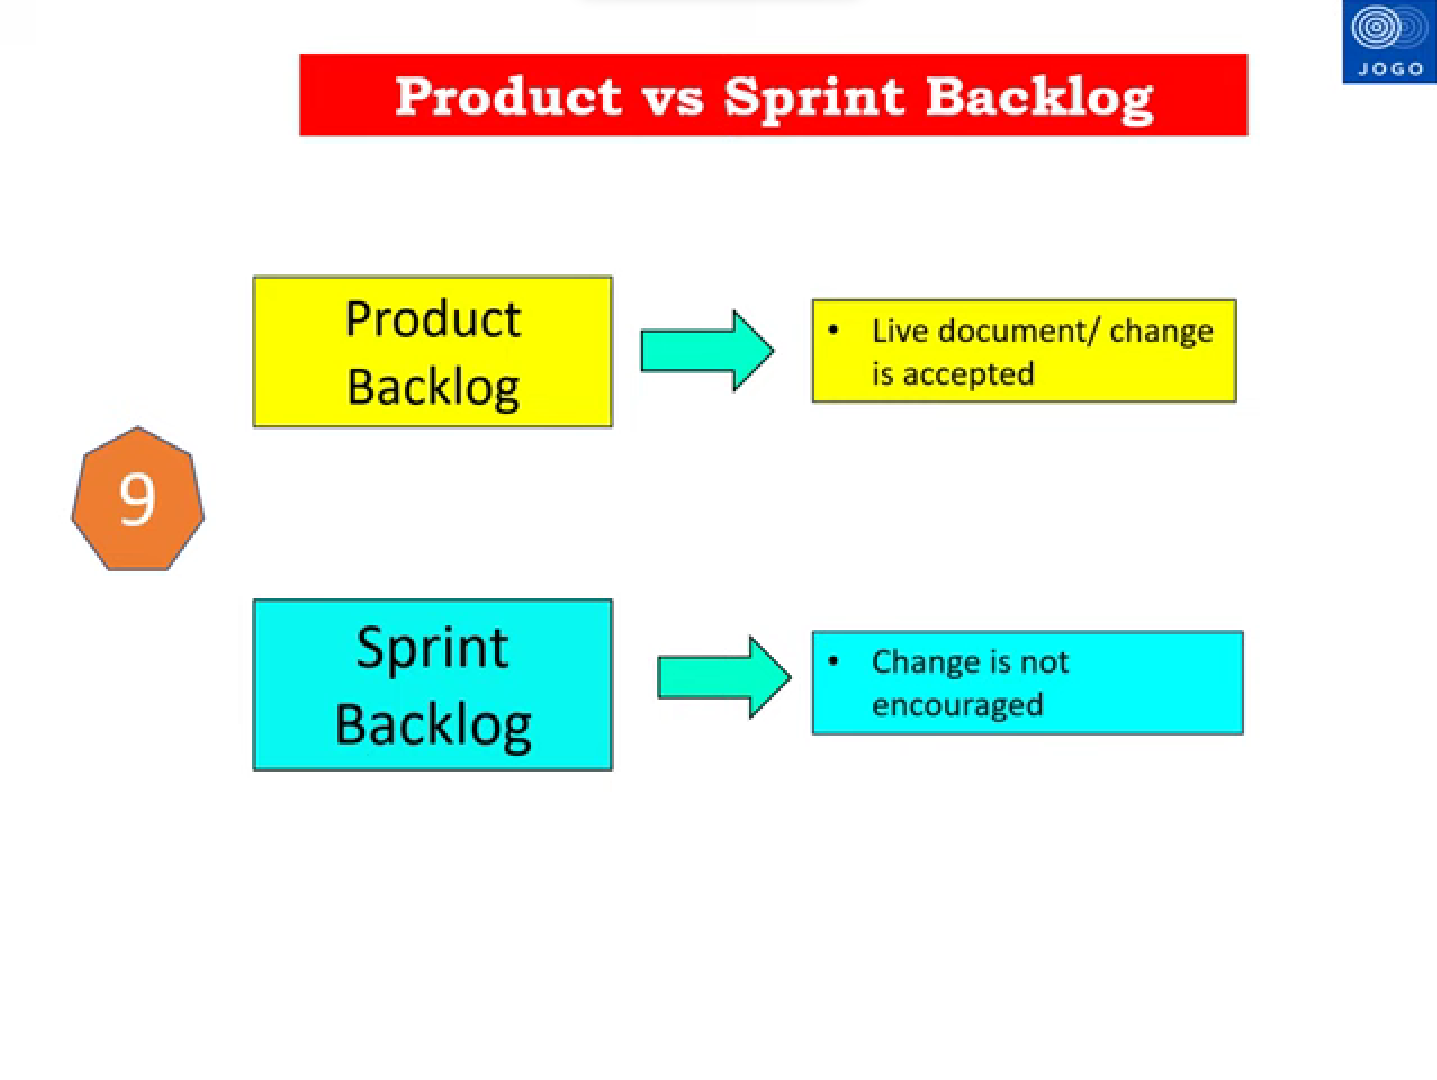 JOGO
Product vs Sprint Backlog
Product
Backlog
• Live document/ change
is accepted
9
Sprint
Backlog
• Change is not
encouraged